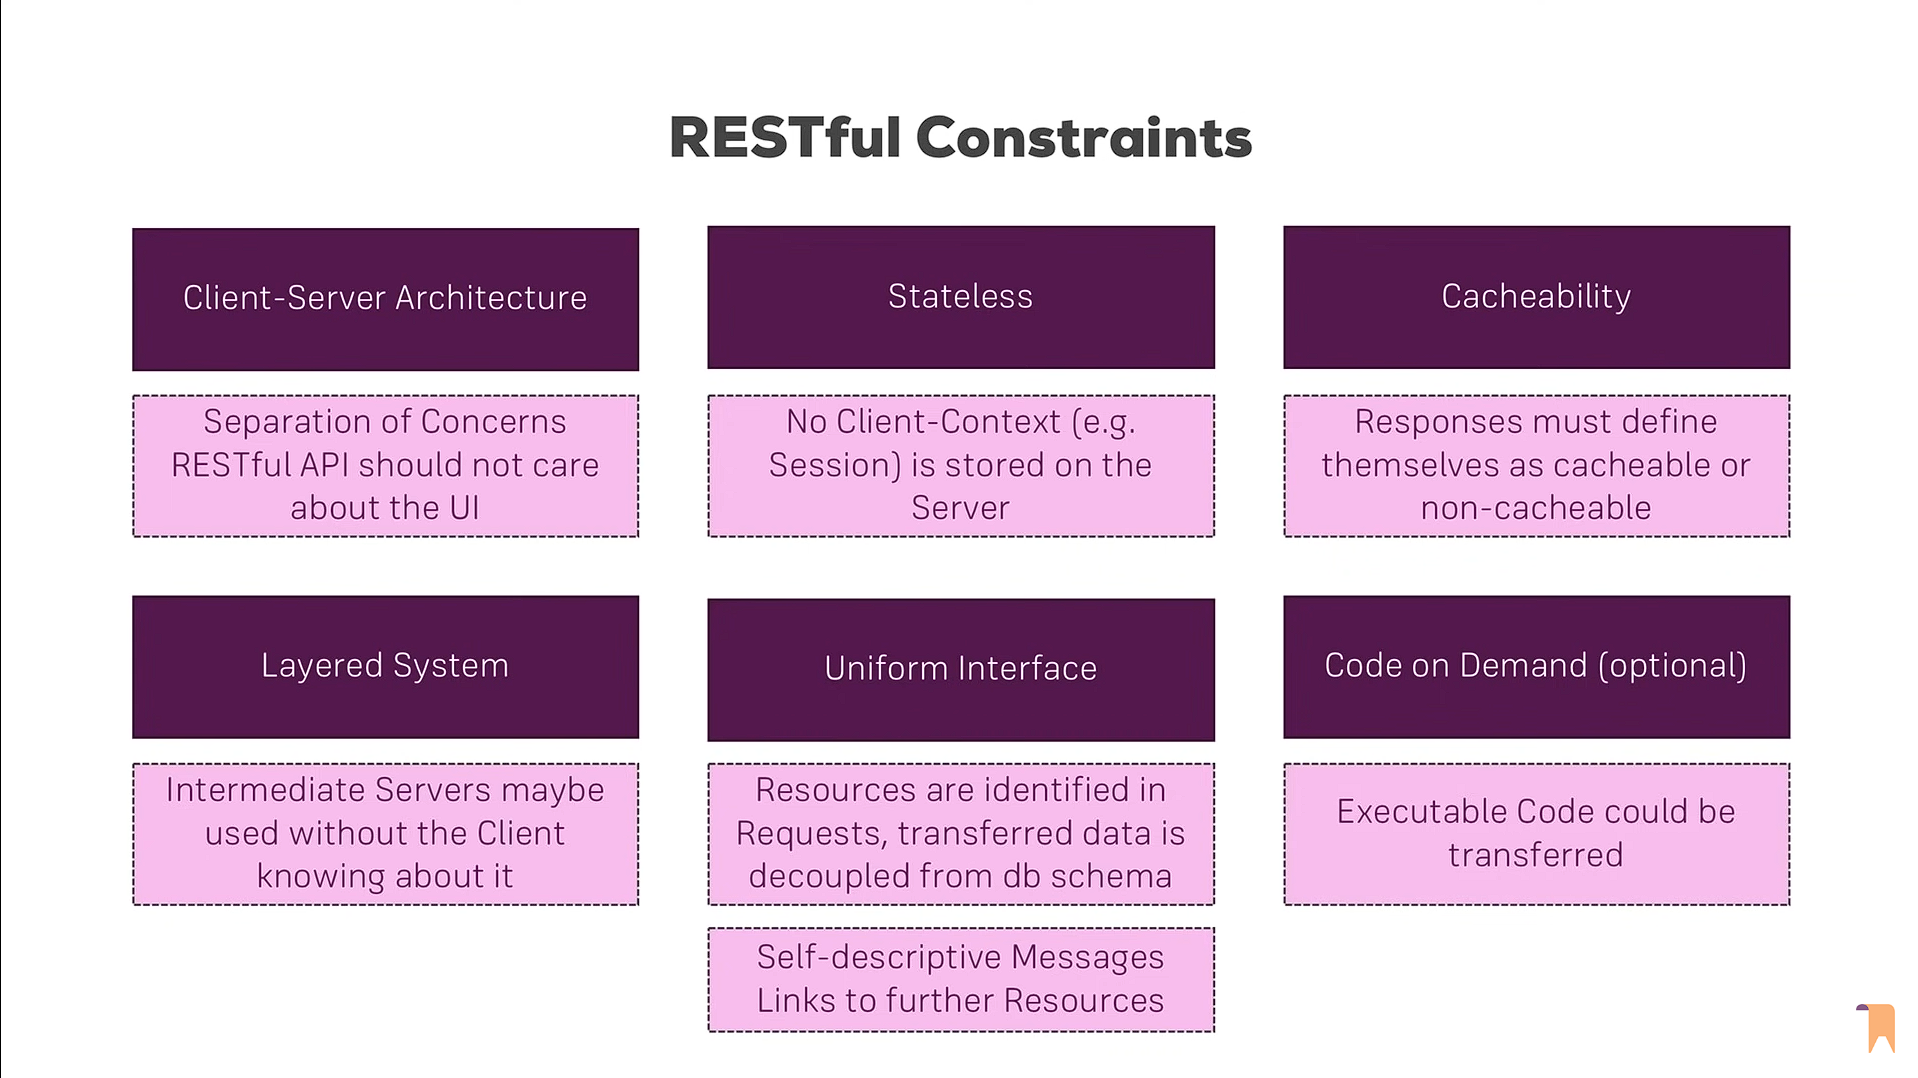 RESTful Constraints
Client-Server Architecture
Separation of Concerns
RESTful API should not care
about the UI
Stateless
No Client-Context (e.g.
Session) is stored on the
Server
Cacheability
Responses must define
themselves as cacheable or
non-cacheable
Layered System
Intermediate Servers maybe
used without the Client
knowing about it
Uniform Interface
Resources are identified in
Requests, transferred data is
decoupled from db schema
Self-descriptive Messages
Links to further Resources
Code on Demand (optional)
Executable Code could be
transferred